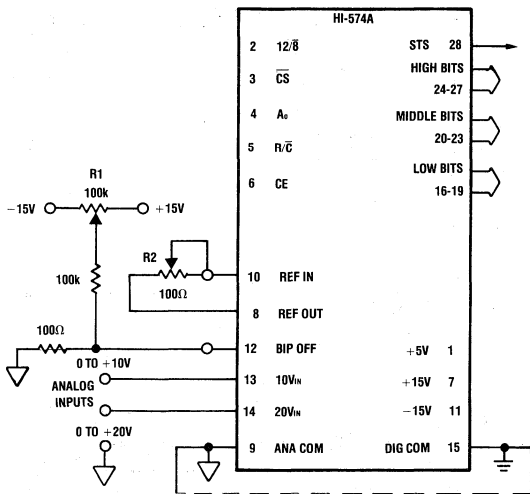 HI-574A
2 12/8̅ STS 28
3 C̅S̅ HIGH BITS
24-27
4 A₀ MIDDLE BITS
20-23
5 R/C̅
6 CE LOW BITS
16-19
R1
100k
−15V +15V
100k
R2
100Ω
10 REF IN
8 REF OUT
100Ω
12 BIP OFF +5V 1
0 TO +10V
13 10VIN +15V 7
ANALOG
INPUTS
14 20VIN −15V 11
0 TO +20V
9 ANA COM DIG COM 15